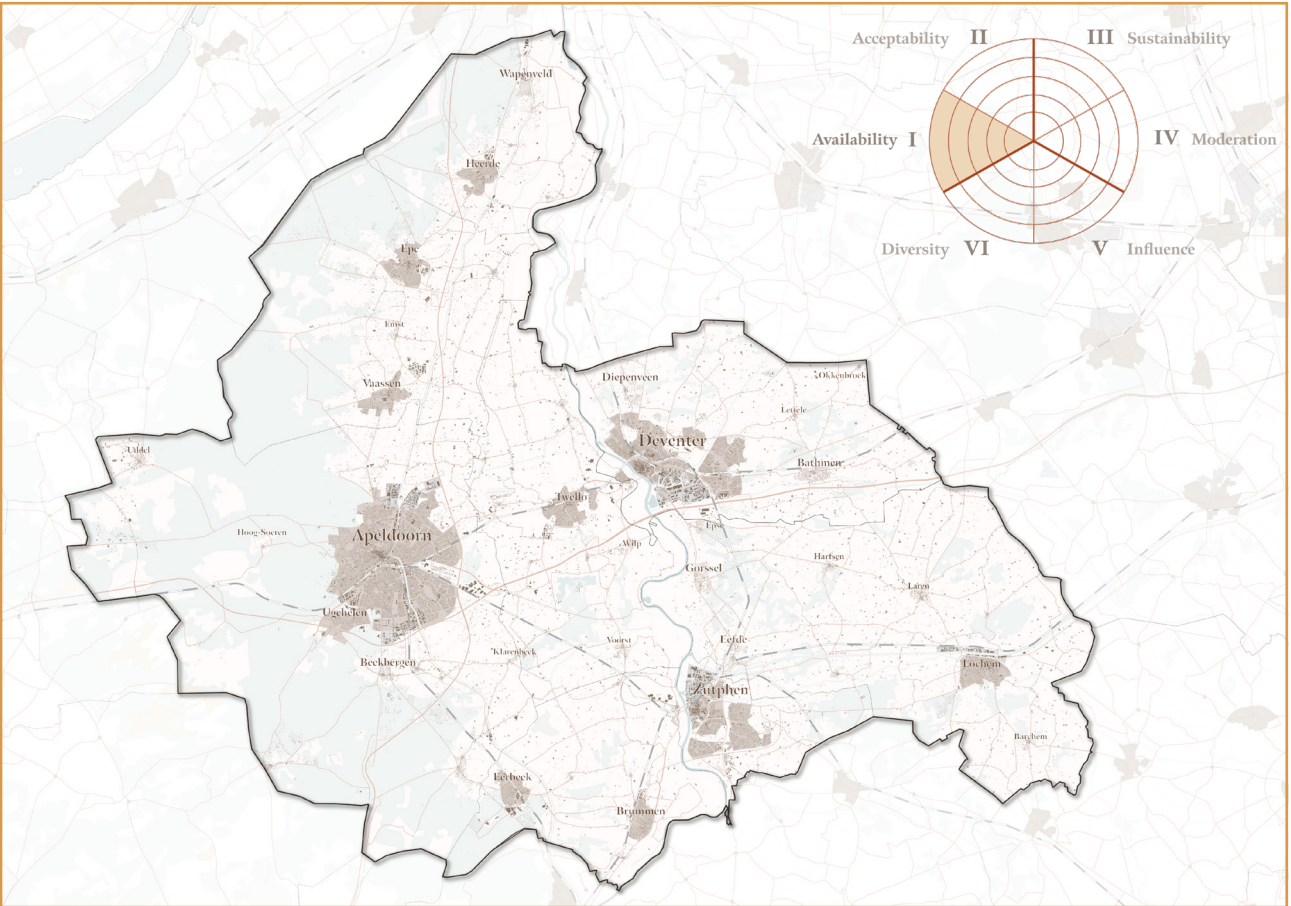 Acceptability II
III Sustainability
Availability I
IV Moderation
Diversity VI
V Influence
Wapenveld
Heerde
Epe
Emst
Vaassen
Diepenveen
Okkenbroek
Lettele
Deventer
Bathmen
Uddel
Twello
Epse
Hoog-Soeren
Apeldoorn
Wilp
Harfsen
Gorssel
Laren
Ugchelen
Voorst
Eefde
Klarenbeek
Beekbergen
Lochem
Zutphen
Barchem
Eerbeek
Brummen